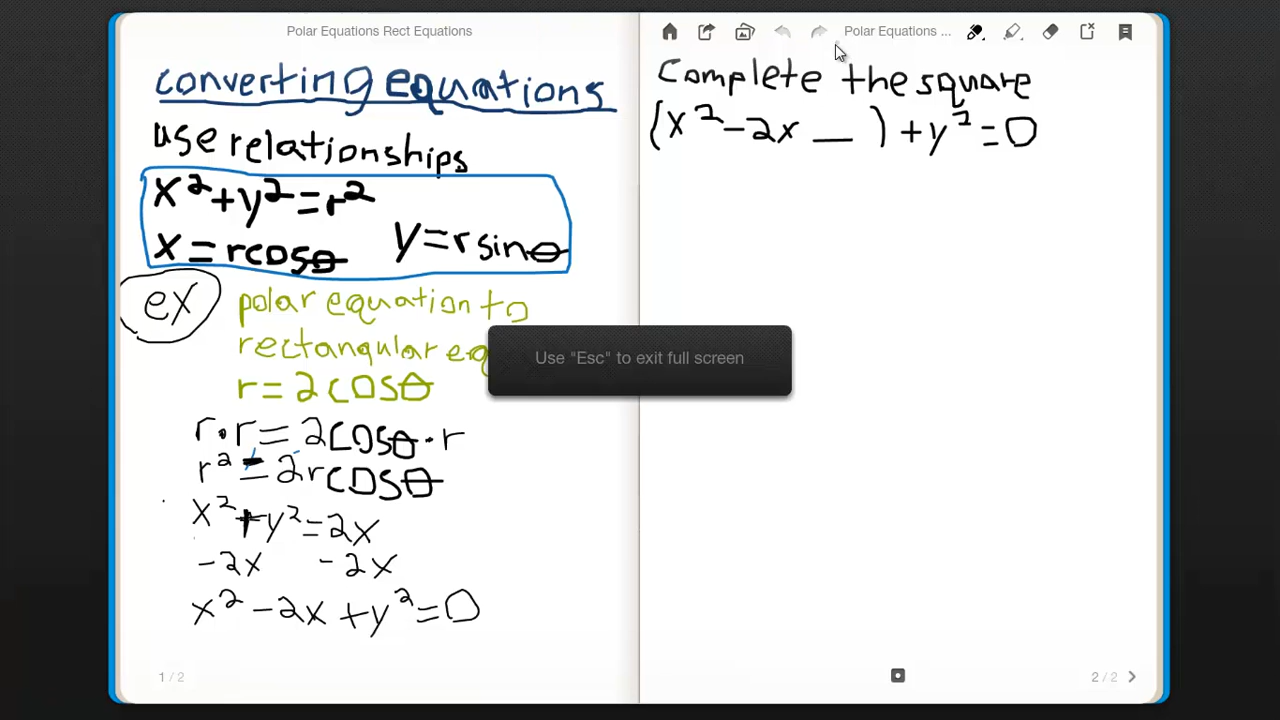 Polar Equations Rect Equations
converting equations
use relationships
x²+y²=r²
x=rcosθ y=rsinθ
ex polar equation to
rectangular eq
r=2cosθ
r·r=2cosθ·r
r²=2rcosθ
x²+y²=2x
-2x -2x
x²-2x+y²=0
1/2
Polar Equations ...
Complete the square
(x²-2x __ )+y²=0
Use "Esc" to exit full screen
2/2